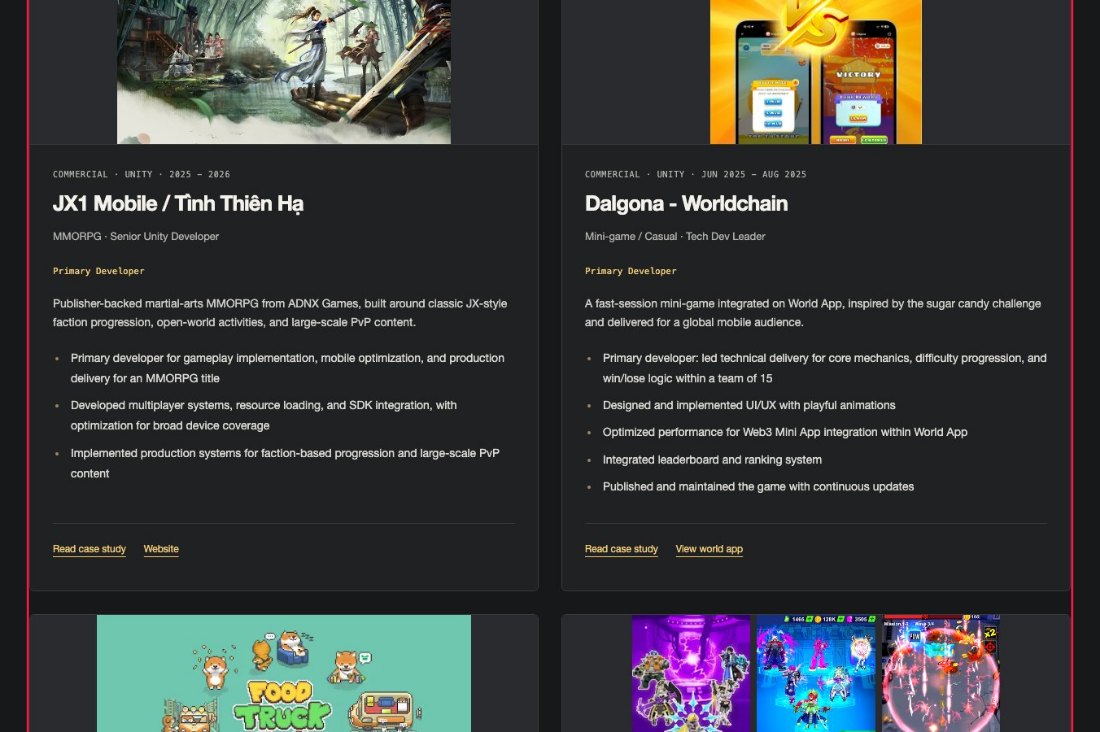 VS
VICTORY
COMMERCIAL · UNITY · 2025 — 2026
JX1 Mobile / Tình Thiên Hạ
MMORPG · Senior Unity Developer
Primary Developer
Publisher-backed martial-arts MMORPG from ADNX Games, built around classic JX-style
faction progression, open-world activities, and large-scale PvP content.
• Primary developer for gameplay implementation, mobile optimization, and production
delivery for an MMORPG title
• Developed multiplayer systems, resource loading, and SDK integration, with
optimization for broad device coverage
• Implemented production systems for faction-based progression and large-scale PvP
content
Read case study Website
COMMERCIAL · UNITY · JUN 2025 — AUG 2025
Dalgona - Worldchain
Mini-game / Casual · Tech Dev Leader
Primary Developer
A fast-session mini-game integrated on World App, inspired by the sugar candy challenge
and delivered for a global mobile audience.
• Primary developer: led technical delivery for core mechanics, difficulty progression, and
win/lose logic within a team of 15
• Designed and implemented UI/UX with playful animations
• Optimized performance for Web3 Mini App integration within World App
• Integrated leaderboard and ranking system
• Published and maintained the game with continuous updates
Read case study View world app
FOOD
TRUCK
1465 128K 3505
x2